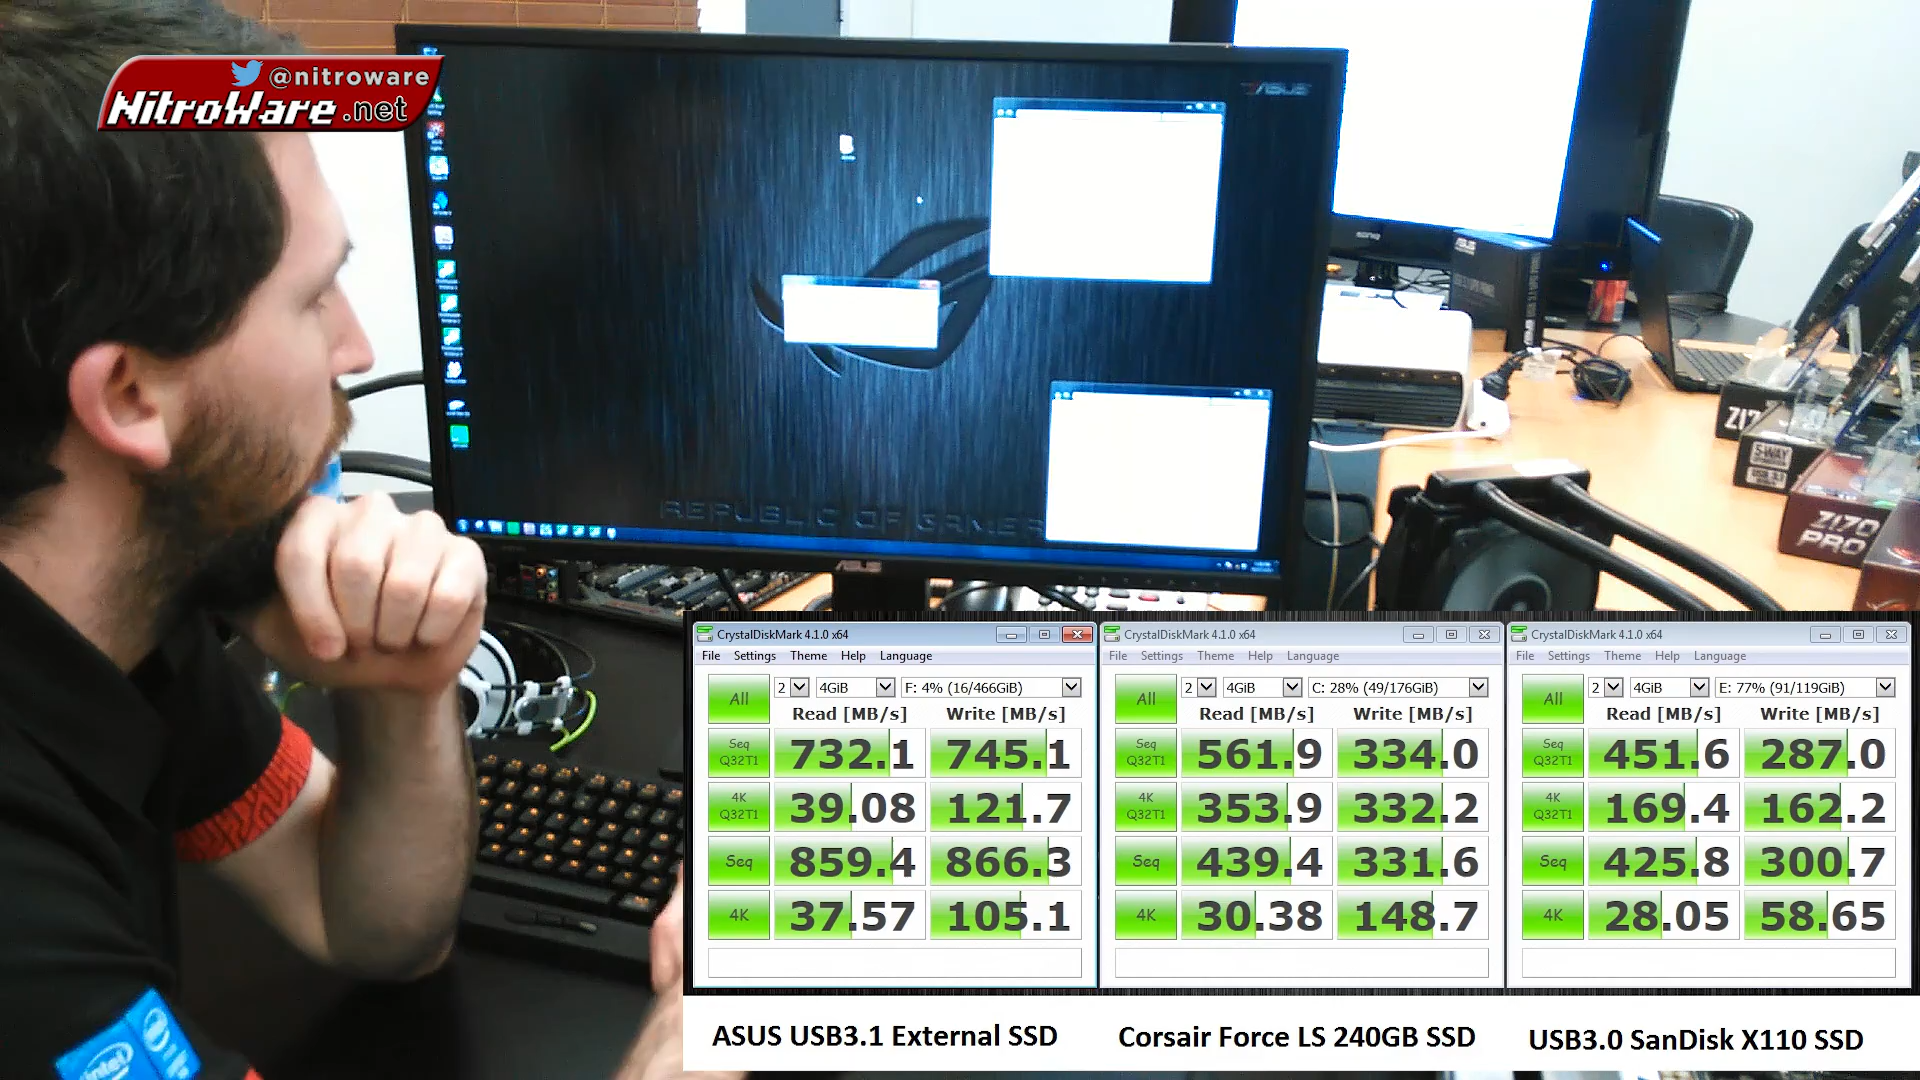 @nitroware
NitroWare.net
/ASUS
REPUBLIC OF GAMER
ASUS
Z170
PRO
5-WAY
CrystalDiskMark 4.1.0 x64
File Settings Theme Help Language
All 2 4GiB F: 4% (16/466GiB)
Read [MB/s] Write [MB/s]
Seq Q32T1 732.1 745.1
4K Q32T1 39.08 121.7
Seq 859.4 866.3
4K 37.57 105.1
CrystalDiskMark 4.1.0 x64
File Settings Theme Help Language
All 2 4GiB C: 28% (49/176GiB)
Read [MB/s] Write [MB/s]
Seq Q32T1 561.9 334.0
4K Q32T1 353.9 332.2
Seq 439.4 331.6
4K 30.38 148.7
CrystalDiskMark 4.1.0 x64
File Settings Theme Help Language
All 2 4GiB E: 77% (91/119GiB)
Read [MB/s] Write [MB/s]
Seq Q32T1 451.6 287.0
4K Q32T1 169.4 162.2
Seq 425.8 300.7
4K 28.05 58.65
intel
ASUS USB3.1 External SSD
Corsair Force LS 240GB SSD
USB3.0 SanDisk X110 SSD